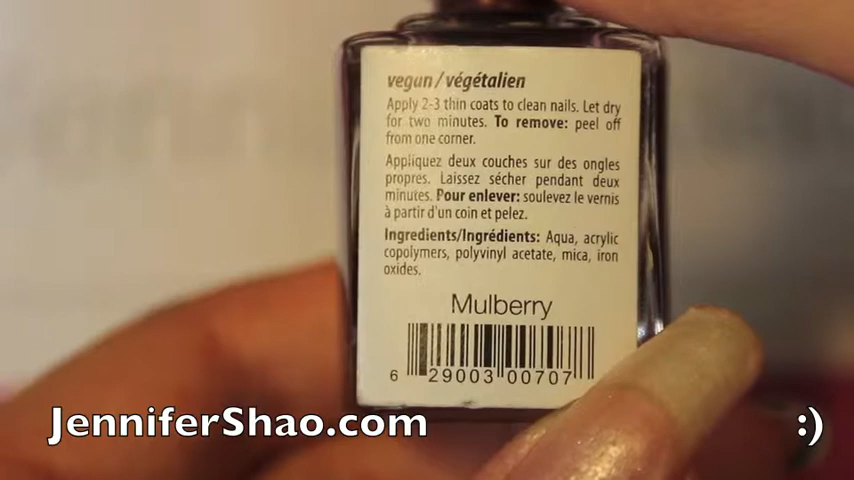 vegan / végétalien
Apply 2-3 thin coats to clean nails. Let dry
for two minutes. To remove: peel off
from one corner.
Appliquez deux couches sur des ongles
propres. Laissez sécher pendant deux
minutes. Pour enlever: soulevez le vernis
à partir d'un coin et pelez.
Ingredients/Ingrédients: Aqua, acrylic
copolymers, polyvinyl acetate, mica, iron
oxides.
Mulberry
6 29003 00707
JenniferShao.com :)